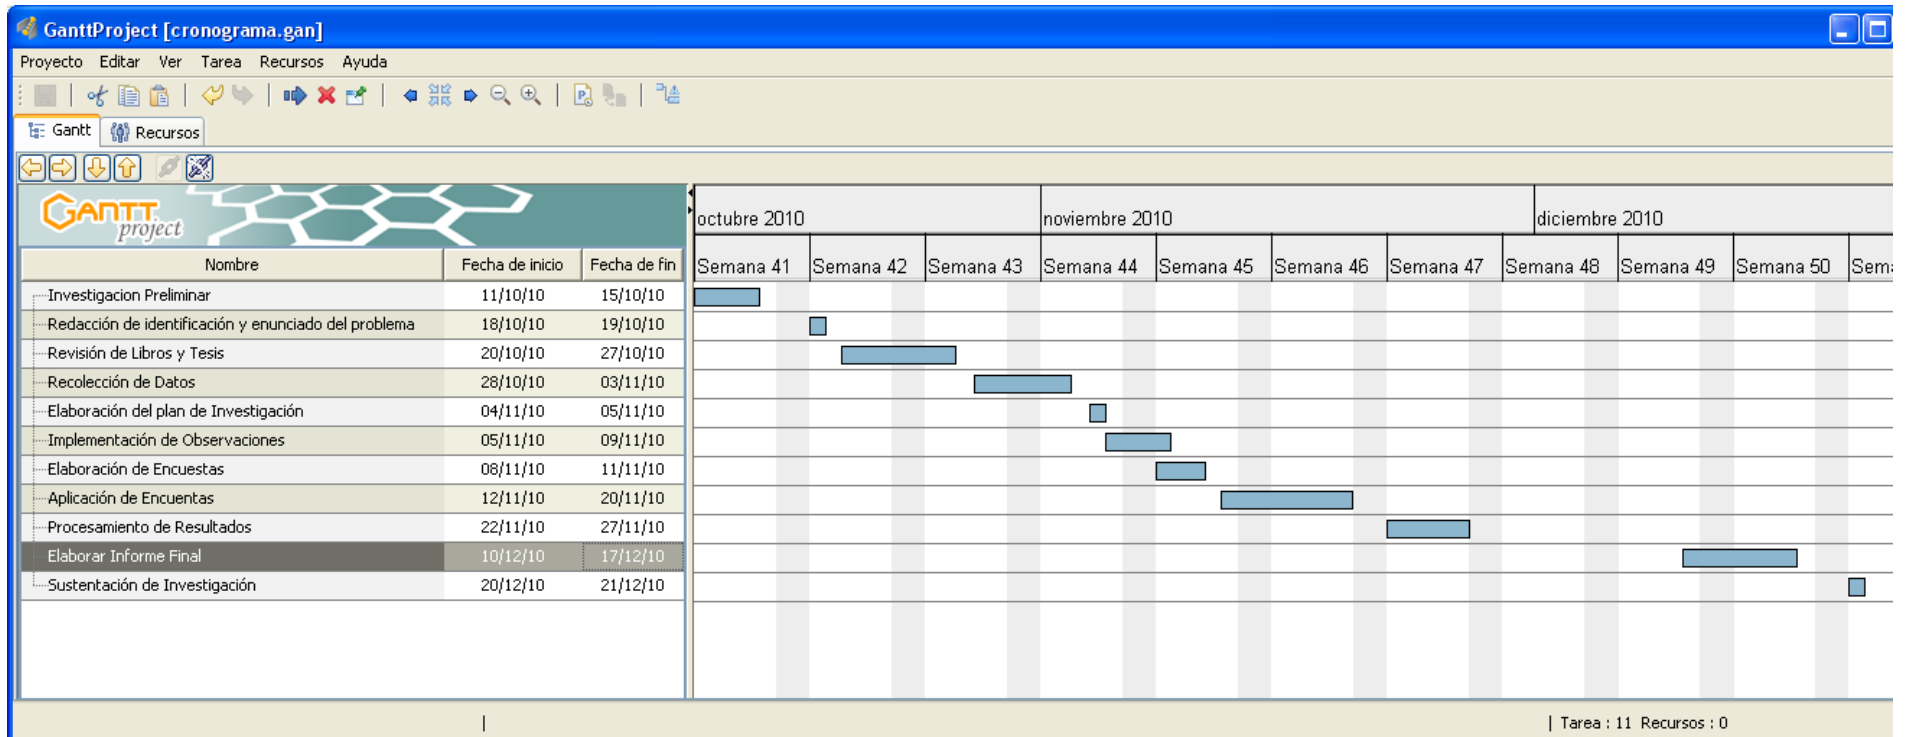 GanttProject [cronograma.gan]
Proyecto Editar Ver Tarea Recursos Ayuda
Gantt Recursos
GANTT
project
octubre 2010 noviembre 2010 diciembre 2010
Nombre Fecha de inicio Fecha de fin Semana 41 Semana 42 Semana 43 Semana 44 Semana 45 Semana 46 Semana 47 Semana 48 Semana 49 Semana 50
Investigacion Preliminar 11/10/10 15/10/10
Redacción de identificación y enunciado del problema 18/10/10 19/10/10
Revisión de Libros y Tesis 20/10/10 27/10/10
Recolección de Datos 28/10/10 03/11/10
Elaboración del plan de Investigación 04/11/10 05/11/10
Implementación de Observaciones 05/11/10 09/11/10
Elaboración de Encuestas 08/11/10 11/11/10
Aplicación de Encuentas 12/11/10 20/11/10
Procesamiento de Resultados 22/11/10 27/11/10
Elaborar Informe Final 10/12/10 17/12/10
Sustentación de Investigación 20/12/10 21/12/10
Tarea : 11 Recursos : 0